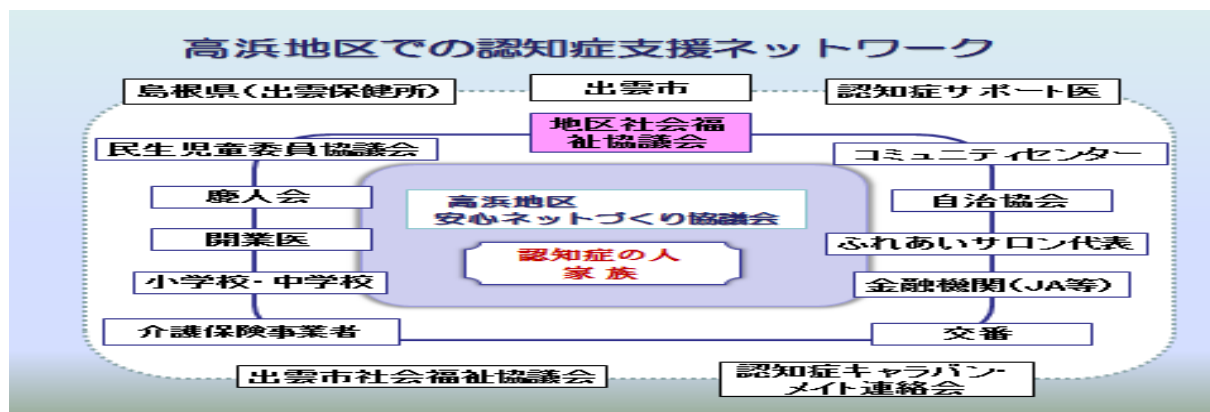 高浜地区での認知症支援ネットワーク
島根県(出雲保健所)
出雲市
認知症サポート医
地区社会福
祉協議会
民生児童委員協議会
コミュニティセンター
慶人会
高浜地区
安心ネットづくり協議会
自治協会
開業医
認知症の人
家族
ふれあいサロン代表
小学校・中学校
金融機関(JA等)
介護保険事業者
交番
出雲市社会福祉協議会
認知症キャラバン・
メイト連絡会